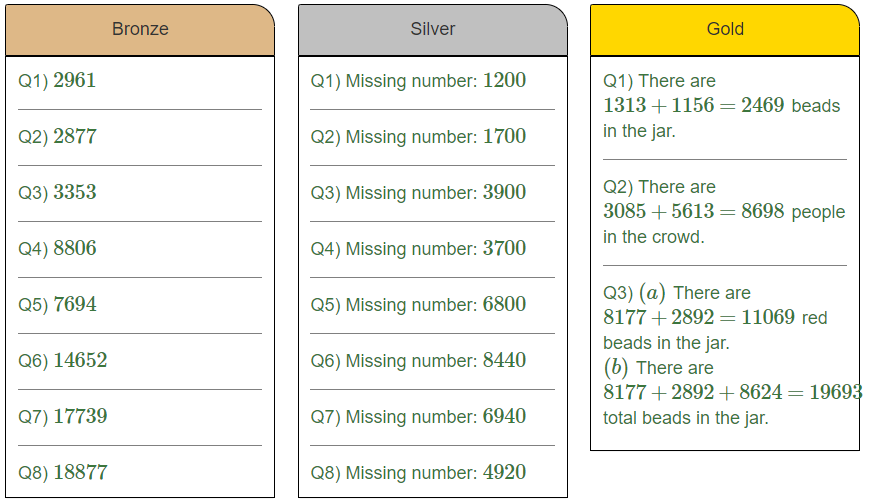 Bronze
Q1) 2961
Q2) 2877
Q3) 3353
Q4) 8806
Q5) 7694
Q6) 14652
Q7) 17739
Q8) 18877
Silver
Q1) Missing number: 1200
Q2) Missing number: 1700
Q3) Missing number: 3900
Q4) Missing number: 3700
Q5) Missing number: 6800
Q6) Missing number: 8440
Q7) Missing number: 6940
Q8) Missing number: 4920
Gold
Q1) There are
1313 + 1156 = 2469 beads
in the jar.
Q2) There are
3085 + 5613 = 8698 people
in the crowd.
Q3) (a) There are
8177 + 2892 = 11069 red
beads in the jar.
(b) There are
8177 + 2892 + 8624 = 19693
total beads in the jar.